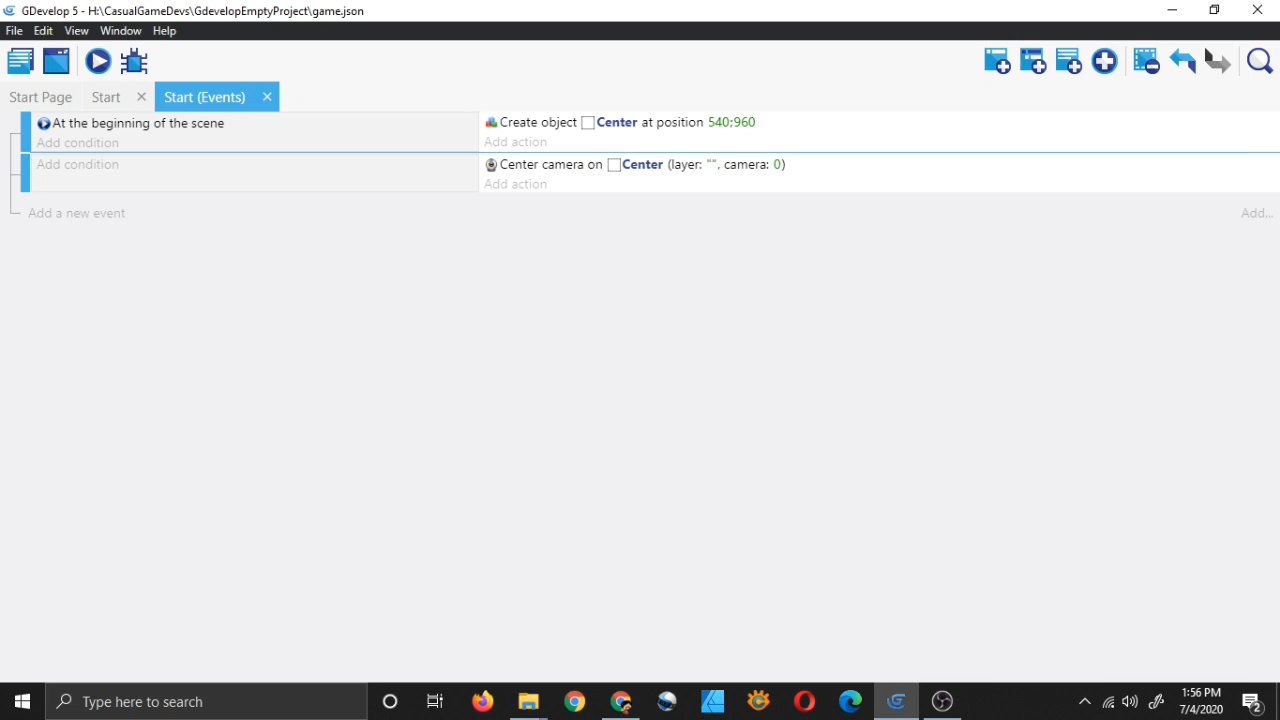 GDevelop 5 - H:\CasualGameDevs\GdevelopEmptyProject\game.json
File Edit View Window Help
Start Page Start Start (Events)
At the beginning of the scene
Create object Center at position 540;960
Add condition
Add action
Add condition
Center camera on Center (layer: "", camera: 0)
Add action
Add a new event
Add...
Type here to search
1:56 PM
7/4/2020
2